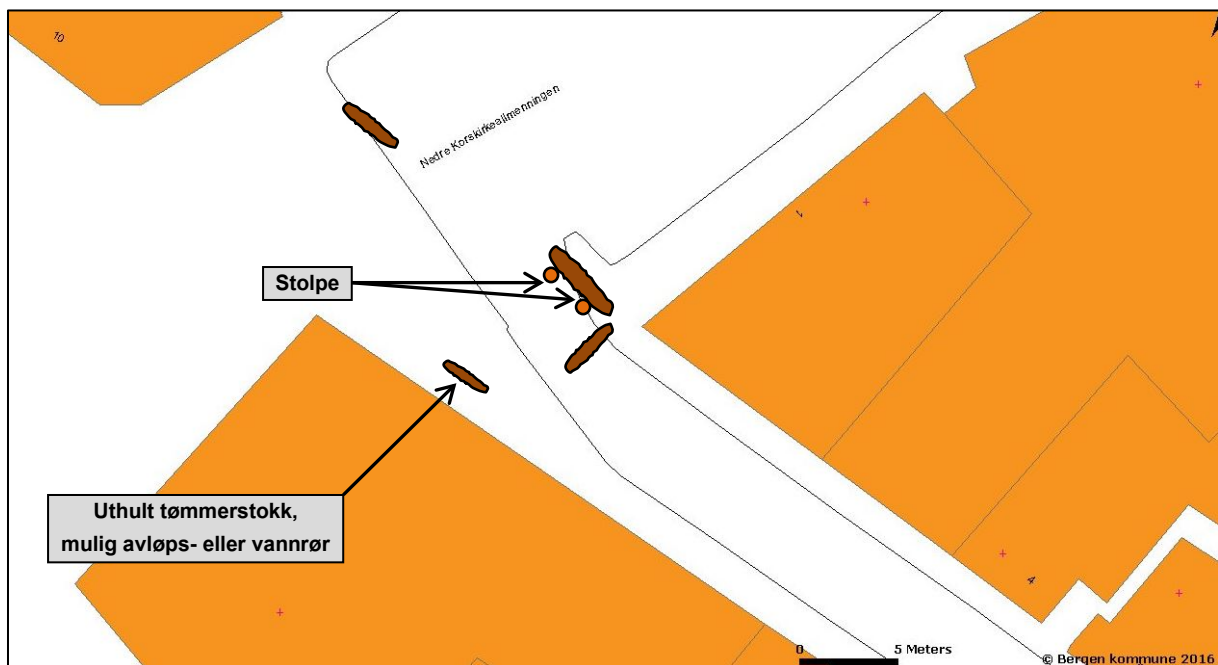 10
Nedre Korskirkeallmenningen
1
Stolpe
Uthult tømmerstokk,
mulig avløps- eller vannrør
4
0 5 Meters
© Bergen kommune 2016